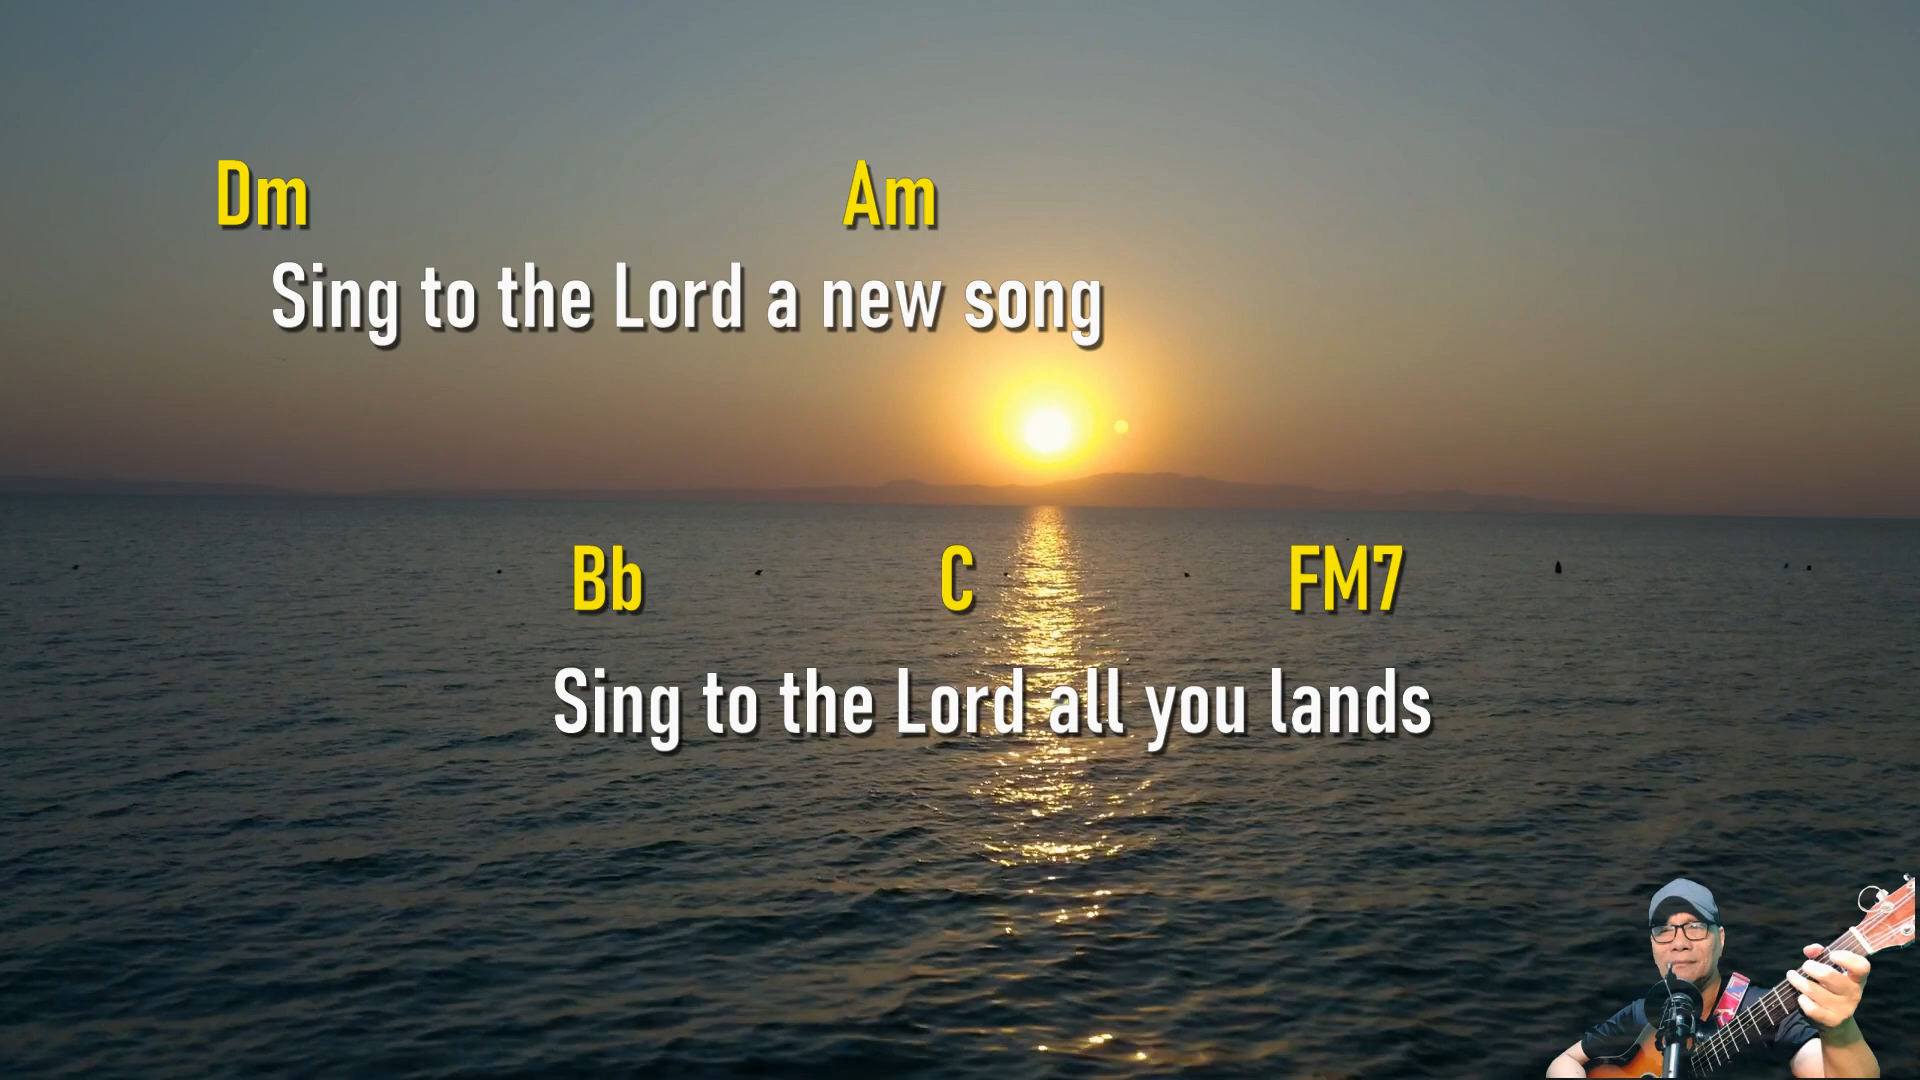 Dm Am
Sing to the Lord a new song
Bb C FM7
Sing to the Lord all you lands